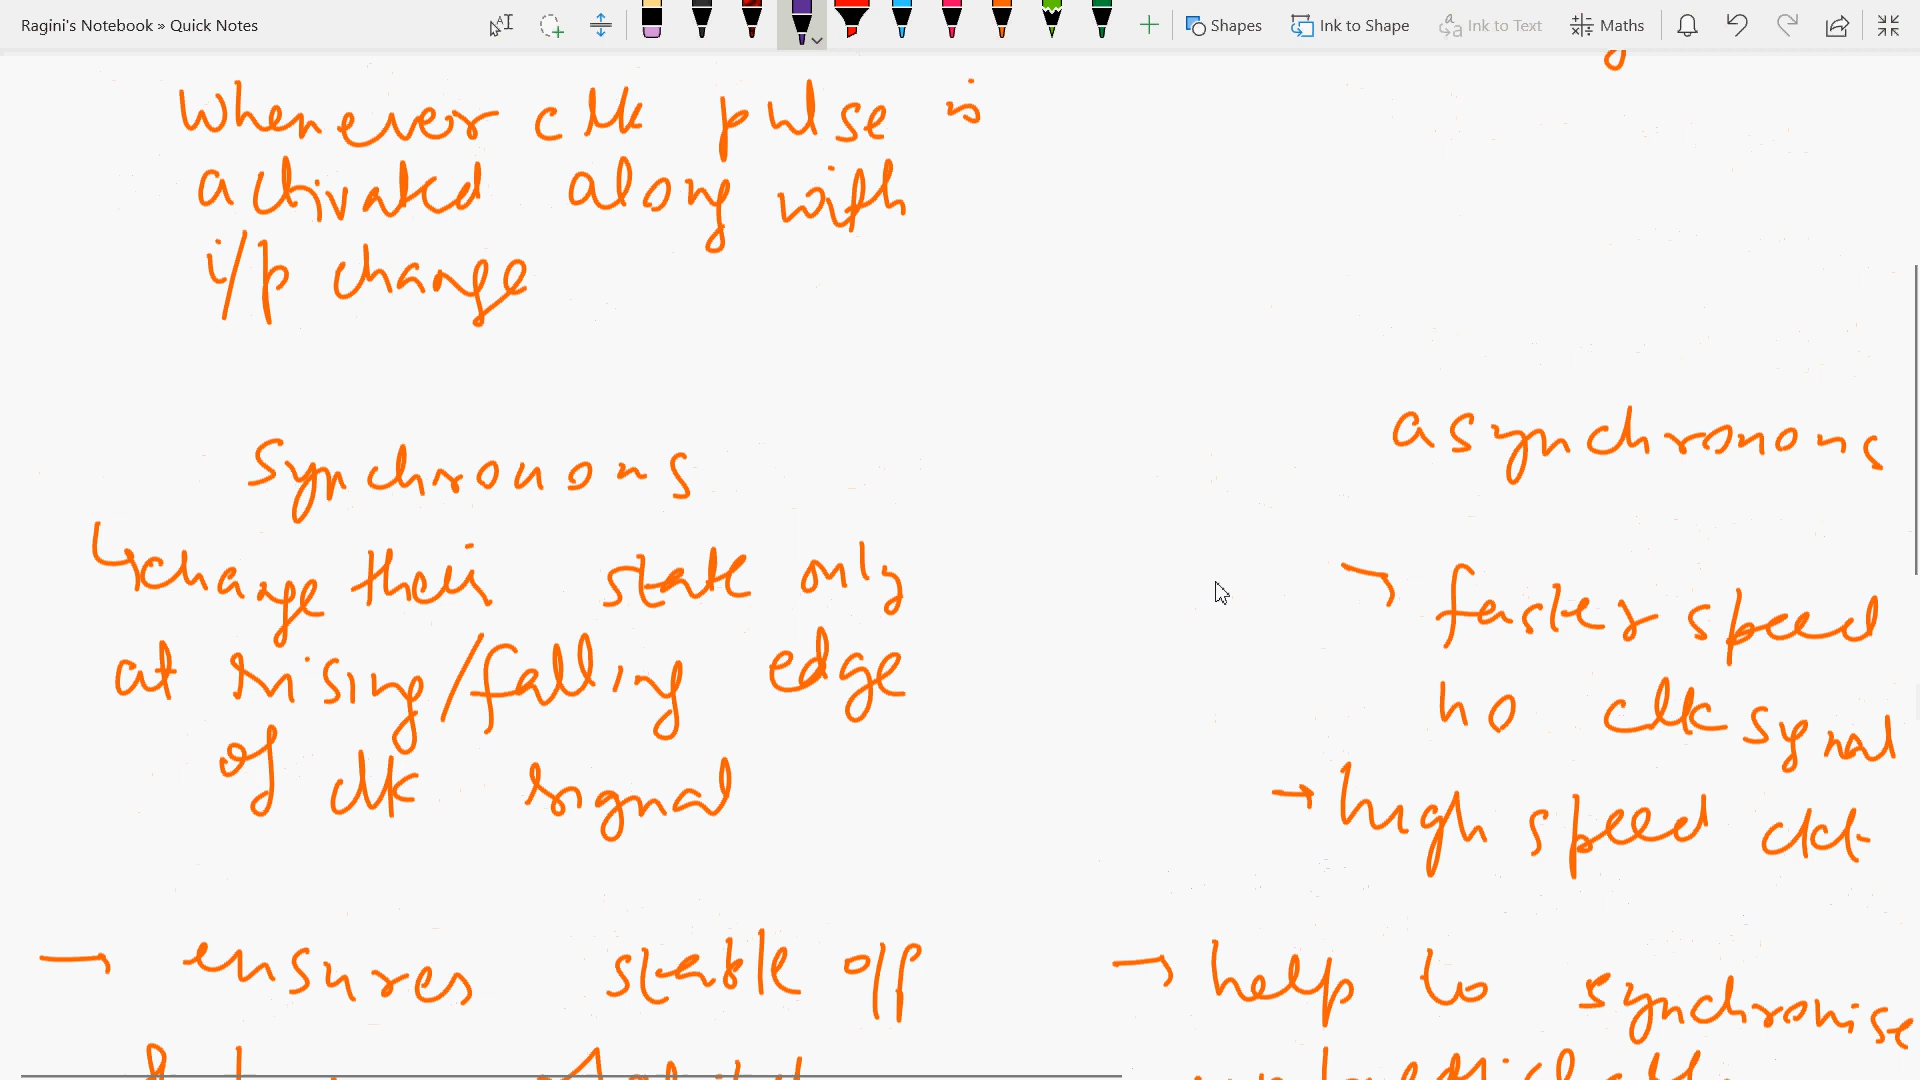 Ragini's Notebook » Quick Notes
Shapes
Ink to Shape
Ink to Text
Maths
Whenever clk pulse is
activated along with
i/p change
Synchronous
change their state only
at rising/falling edge
of clk signal
→ ensures stable o/p
asynchronous
→ faster speed
no clk signal
→ high speed ckt
→ help to synchronise